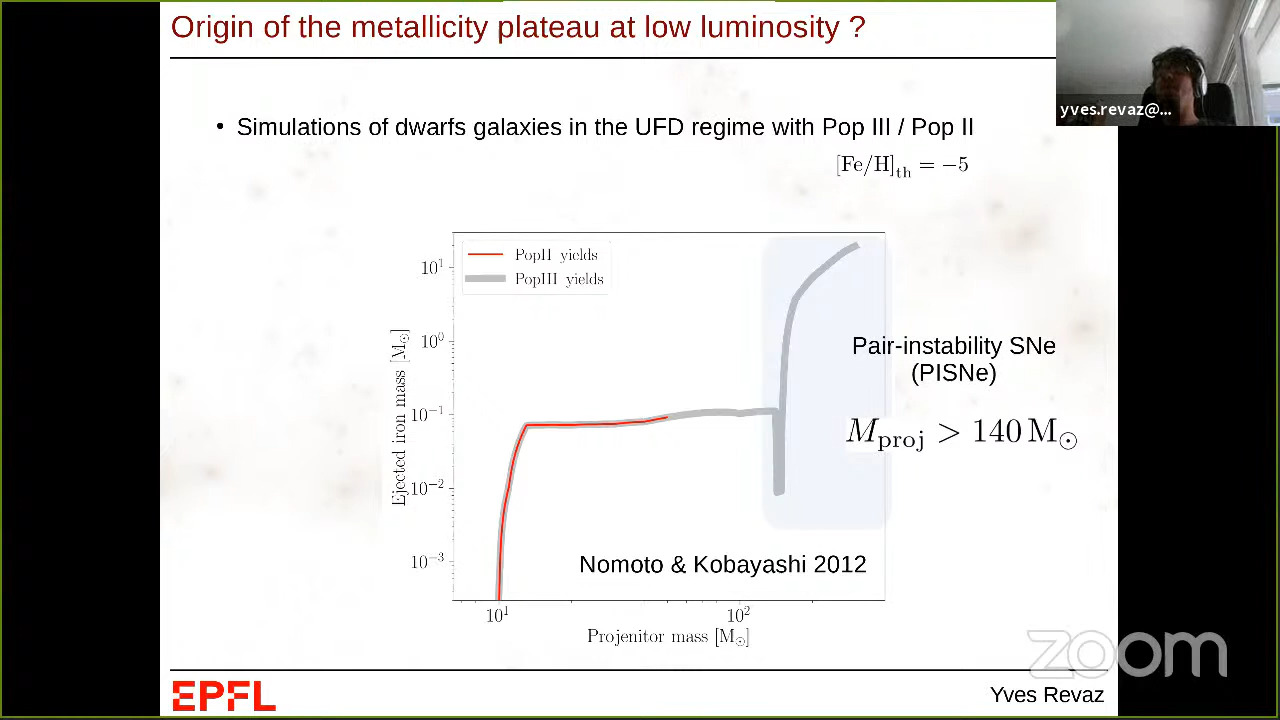 Origin of the metallicity plateau at low luminosity ?
yves.revaz@...
• Simulations of dwarfs galaxies in the UFD regime with Pop III / Pop II
[Fe/H]th = −5
PopII yields
PopIII yields
10¹
10⁰
10⁻¹
10⁻²
10⁻³
Ejected iron mass [M⊙]
Pair-instability SNe
(PISNe)
Mproj > 140 M⊙
Nomoto & Kobayashi 2012
10¹
10²
Projenitor mass [M⊙]
zoom
EPFL
Yves Revaz